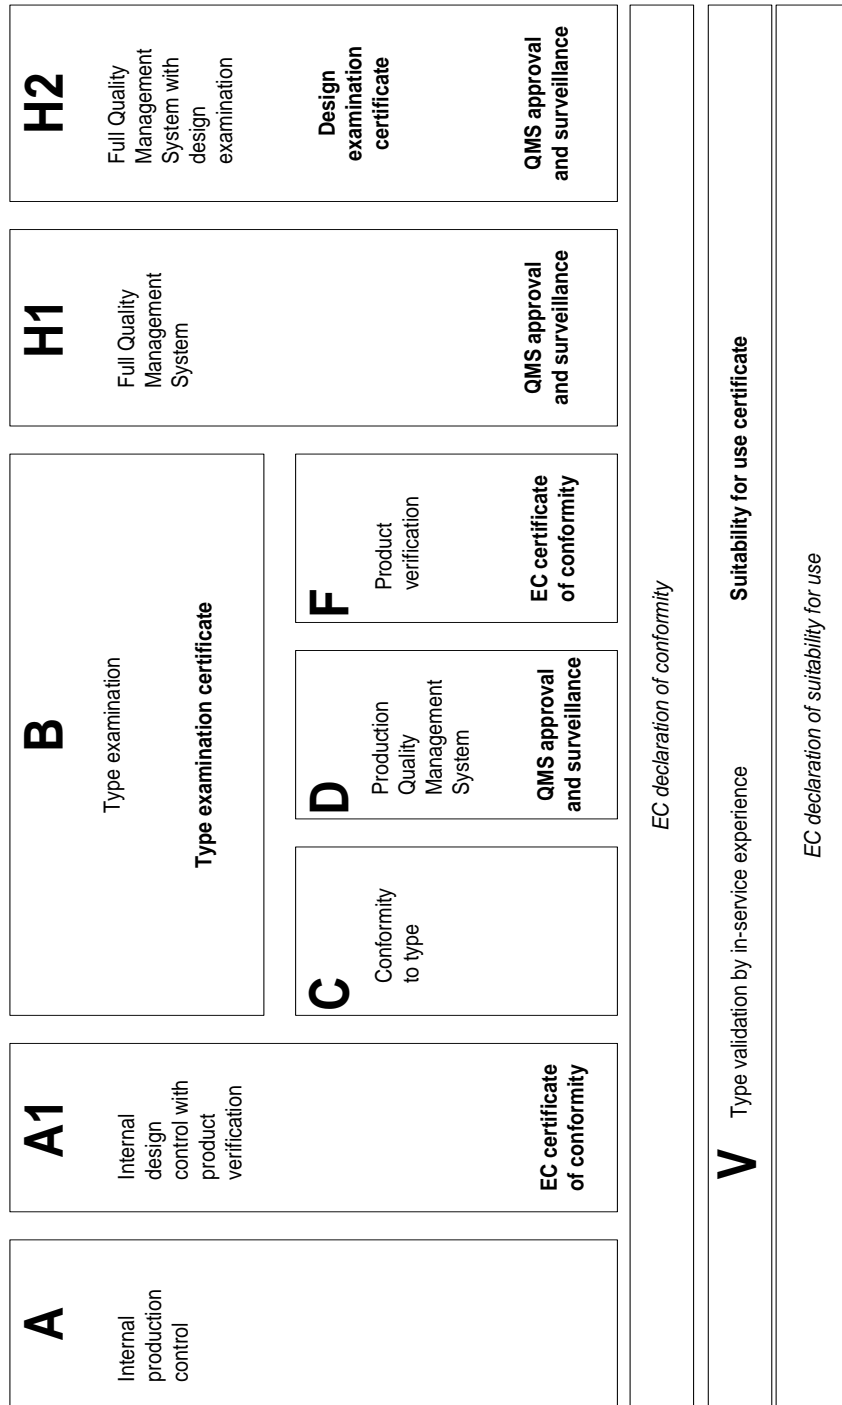 A
Internal
production
control
A1
Internal
design
control with
product
verification
EC certificate
of conformity
B
Type examination
Type examination certificate
C
Conformity
to type
D
Production
Quality
Management
System
QMS approval
and surveillance
F
Product
verification
EC certificate
of conformity
H1
Full Quality
Management
System
QMS approval
and surveillance
H2
Full Quality
Management
System with
design
examination
Design
examination
certificate
QMS approval
and surveillance
EC declaration of conformity
V Type validation by in-service experience Suitability for use certificate
EC declaration of suitability for use